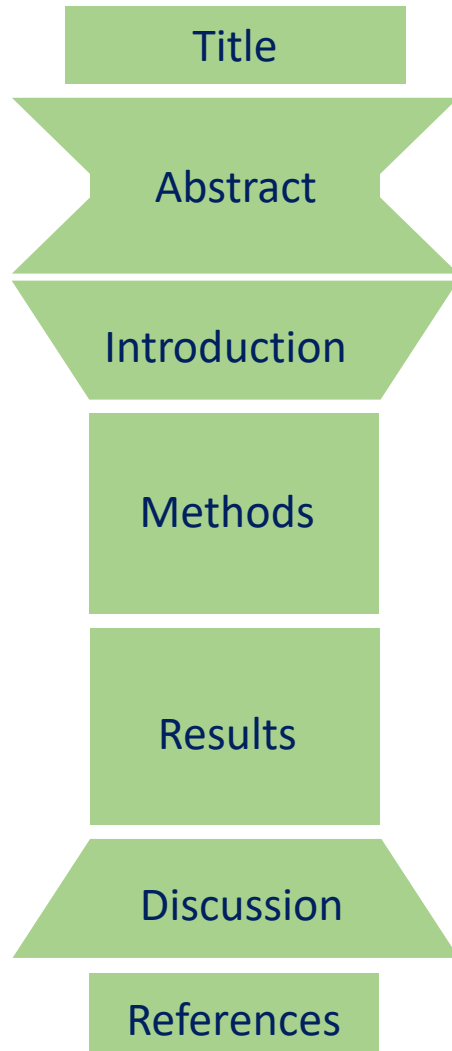 Title
Abstract
Introduction
Methods
Results
Discussion
References